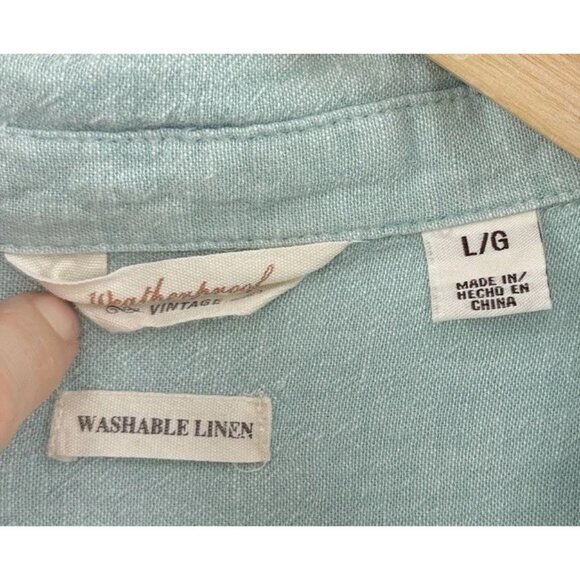 Weatherproof
VINTAGE
L/G
MADE IN/
HECHO EN
CHINA
WASHABLE LINEN